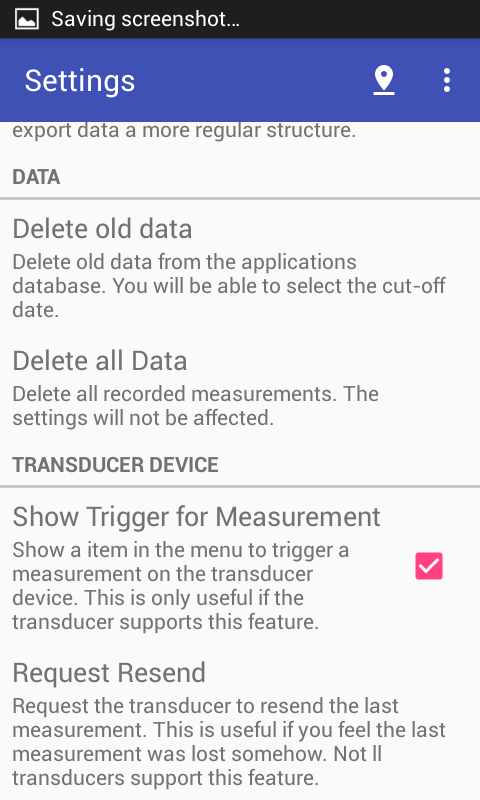 Saving screenshot...
Settings
export data a more regular structure.
DATA
Delete old data
Delete old data from the applications
database. You will be able to select the cut-off
date.
Delete all Data
Delete all recorded measurements. The
settings will not be affected.
TRANSDUCER DEVICE
Show Trigger for Measurement
Show a item in the menu to trigger a
measurement on the transducer
device. This is only useful if the
transducer supports this feature.
Request Resend
Request the transducer to resend the last
measurement. This is useful if you feel the last
measurement was lost somehow. Not ll
transducers support this feature.